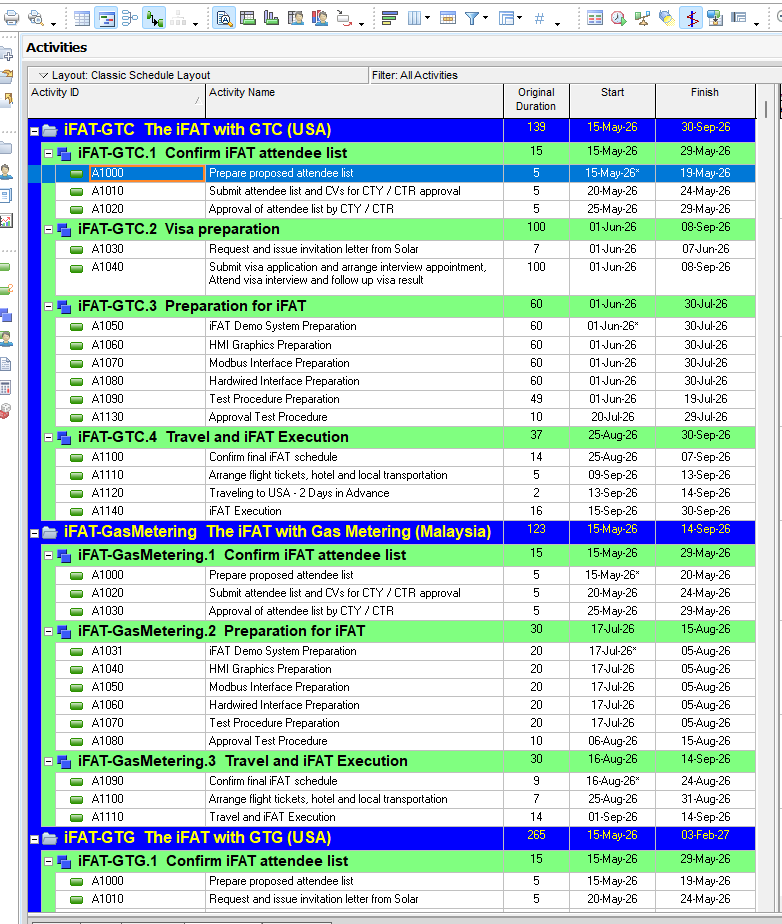 Activities
Layout: Classic Schedule Layout Filter: All Activities
Activity ID Activity Name Original Duration Start Finish
iFAT-GTC The iFAT with GTC (USA) 139 15-May-26 30-Sep-26
iFAT-GTC.1 Confirm iFAT attendee list 15 15-May-26 29-May-26
A1000 Prepare proposed attendee list 5 15-May-26* 19-May-26
A1010 Submit attendee list and CVs for CTY / CTR approval 5 20-May-26 24-May-26
A1020 Approval of attendee list by CTY / CTR 5 25-May-26 29-May-26
iFAT-GTC.2 Visa preparation 100 01-Jun-26 08-Sep-26
A1030 Request and issue invitation letter from Solar 7 01-Jun-26 07-Jun-26
A1040 Submit visa application and arrange interview appointment, 100 01-Jun-26 08-Sep-26
Attend visa interview and follow up visa result
iFAT-GTC.3 Preparation for iFAT 60 01-Jun-26 30-Jul-26
A1050 iFAT Demo System Preparation 60 01-Jun-26* 30-Jul-26
A1060 HMI Graphics Preparation 60 01-Jun-26 30-Jul-26
A1070 Modbus Interface Preparation 60 01-Jun-26 30-Jul-26
A1080 Hardwired Interface Preparation 60 01-Jun-26 30-Jul-26
A1090 Test Procedure Preparation 49 01-Jun-26 19-Jul-26
A1130 Approval Test Procedure 10 20-Jul-26 29-Jul-26
iFAT-GTC.4 Travel and iFAT Execution 37 25-Aug-26 30-Sep-26
A1100 Confirm final iFAT schedule 14 25-Aug-26 07-Sep-26
A1110 Arrange flight tickets, hotel and local transportation 5 09-Sep-26 13-Sep-26
A1120 Traveling to USA - 2 Days in Advance 2 13-Sep-26 14-Sep-26
A1140 iFAT Execution 16 15-Sep-26 30-Sep-26
iFAT-GasMetering The iFAT with Gas Metering (Malaysia) 123 15-May-26 14-Sep-26
iFAT-GasMetering.1 Confirm iFAT attendee list 15 15-May-26 29-May-26
A1000 Prepare proposed attendee list 5 15-May-26* 20-May-26
A1020 Submit attendee list and CVs for CTY / CTR approval 5 20-May-26 24-May-26
A1030 Approval of attendee list by CTY / CTR 5 25-May-26 29-May-26
iFAT-GasMetering.2 Preparation for iFAT 30 17-Jul-26 15-Aug-26
A1031 iFAT Demo System Preparation 20 17-Jul-26* 05-Aug-26
A1040 HMI Graphics Preparation 20 17-Jul-26 05-Aug-26
A1050 Modbus Interface Preparation 20 17-Jul-26 05-Aug-26
A1060 Hardwired Interface Preparation 20 17-Jul-26 05-Aug-26
A1070 Test Procedure Preparation 20 17-Jul-26 05-Aug-26
A1080 Approval Test Procedure 10 06-Aug-26 15-Aug-26
iFAT-GasMetering.3 Travel and iFAT Execution 30 16-Aug-26 14-Sep-26
A1090 Confirm final iFAT schedule 9 16-Aug-26* 24-Aug-26
A1100 Arrange flight tickets, hotel and local transportation 7 25-Aug-26 31-Aug-26
A1110 Travel and iFAT Execution 14 01-Sep-26 14-Sep-26
iFAT-GTG The iFAT with GTG (USA) 265 15-May-26 03-Feb-27
iFAT-GTG.1 Confirm iFAT attendee list 15 15-May-26 29-May-26
A1000 Prepare proposed attendee list 5 15-May-26 19-May-26
A1010 Request and issue invitation letter from Solar 5 15-May-26 24-May-26